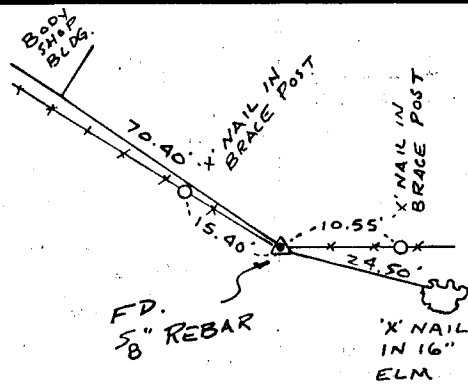 BODY
SHOP
BLDG.
70.40'
'X' NAIL IN
BRACE POST
15.40'
'X' NAIL IN
BRACE POST
10.55'
24.50'
FD.
5/8" REBAR
'X' NAIL
IN 16"
ELM